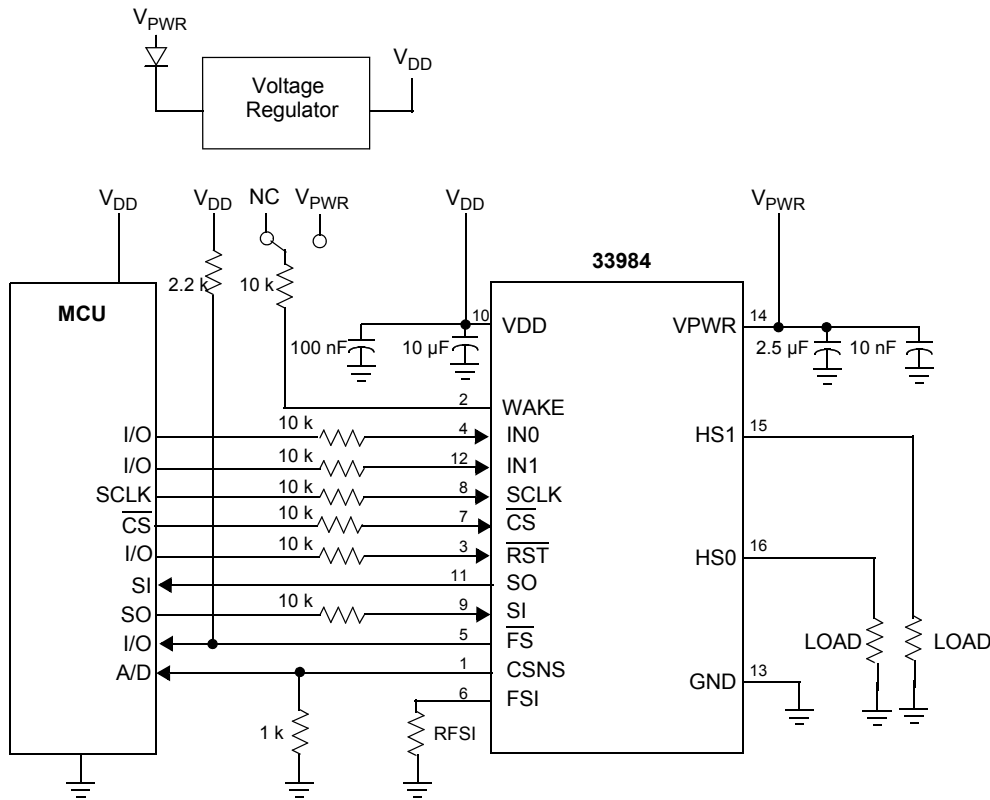 VPWR
Voltage
Regulator
VDD
VDD
VDD
NC
VPWR
VDD
VPWR
2.2 k
10 k
33984
MCU
10
VDD
VPWR
14
100 nF
10 µF
2.5 µF
10 nF
2
WAKE
I/O
10 k
4
IN0
HS1
15
I/O
10 k
12
IN1
SCLK
10 k
8
SCLK
CS
10 k
7
CS
I/O
10 k
3
RST
HS0
16
SI
11
SO
SO
10 k
9
SI
I/O
5
FS
LOAD
LOAD
A/D
1
CSNS
GND
13
6
FSI
1 k
RFSI